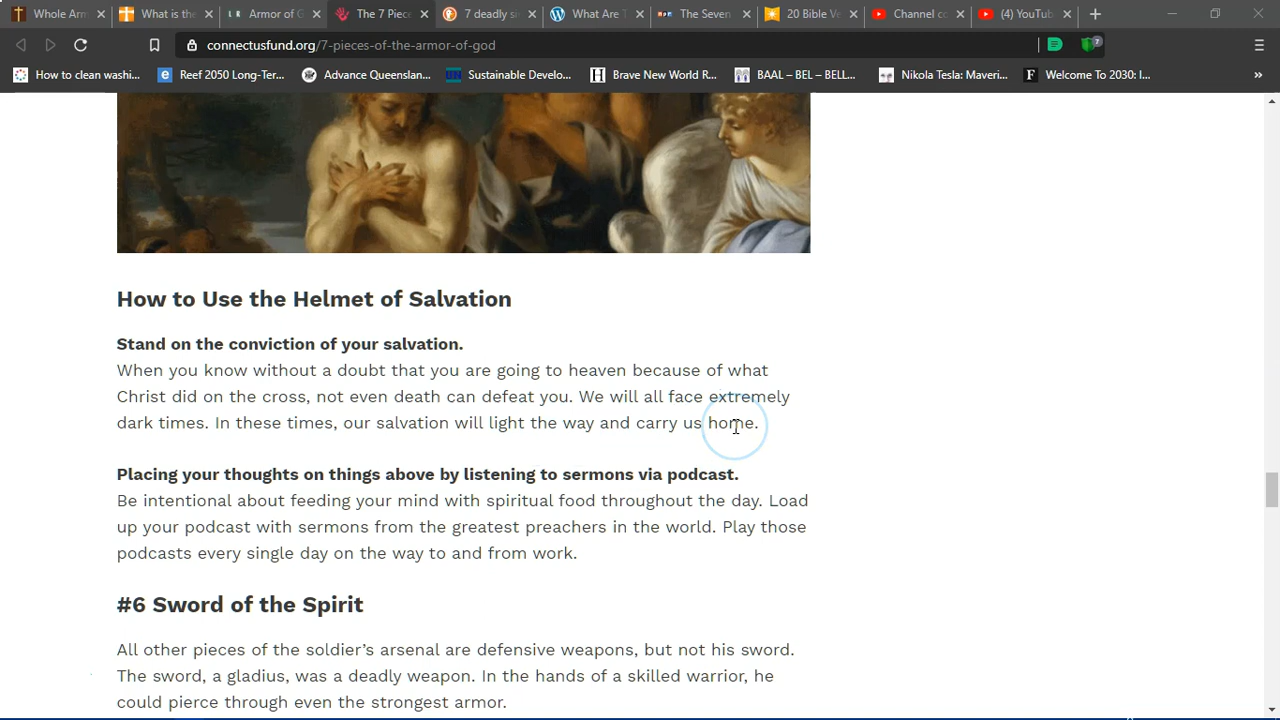 Whole Arm
What is the
Armor of G
The 7 Piece
7 deadly si
What Are T
The Seven
20 Bible Ve
Channel co
(4) YouTub
connectusfund.org/7-pieces-of-the-armor-of-god
7
How to clean washi...
Reef 2050 Long-Ter...
Advance Queenslan...
UN
Sustainable Develo...
Brave New World R...
BAAL – BEL – BELL...
Nikola Tesla: Maveri...
Welcome To 2030: I...
»
How to Use the Helmet of Salvation
Stand on the conviction of your salvation.
When you know without a doubt that you are going to heaven because of what
Christ did on the cross, not even death can defeat you. We will all face extremely
dark times. In these times, our salvation will light the way and carry us home.
Placing your thoughts on things above by listening to sermons via podcast.
Be intentional about feeding your mind with spiritual food throughout the day. Load
up your podcast with sermons from the greatest preachers in the world. Play those
podcasts every single day on the way to and from work.
#6 Sword of the Spirit
All other pieces of the soldier’s arsenal are defensive weapons, but not his sword.
The sword, a gladius, was a deadly weapon. In the hands of a skilled warrior, he
could pierce through even the strongest armor.